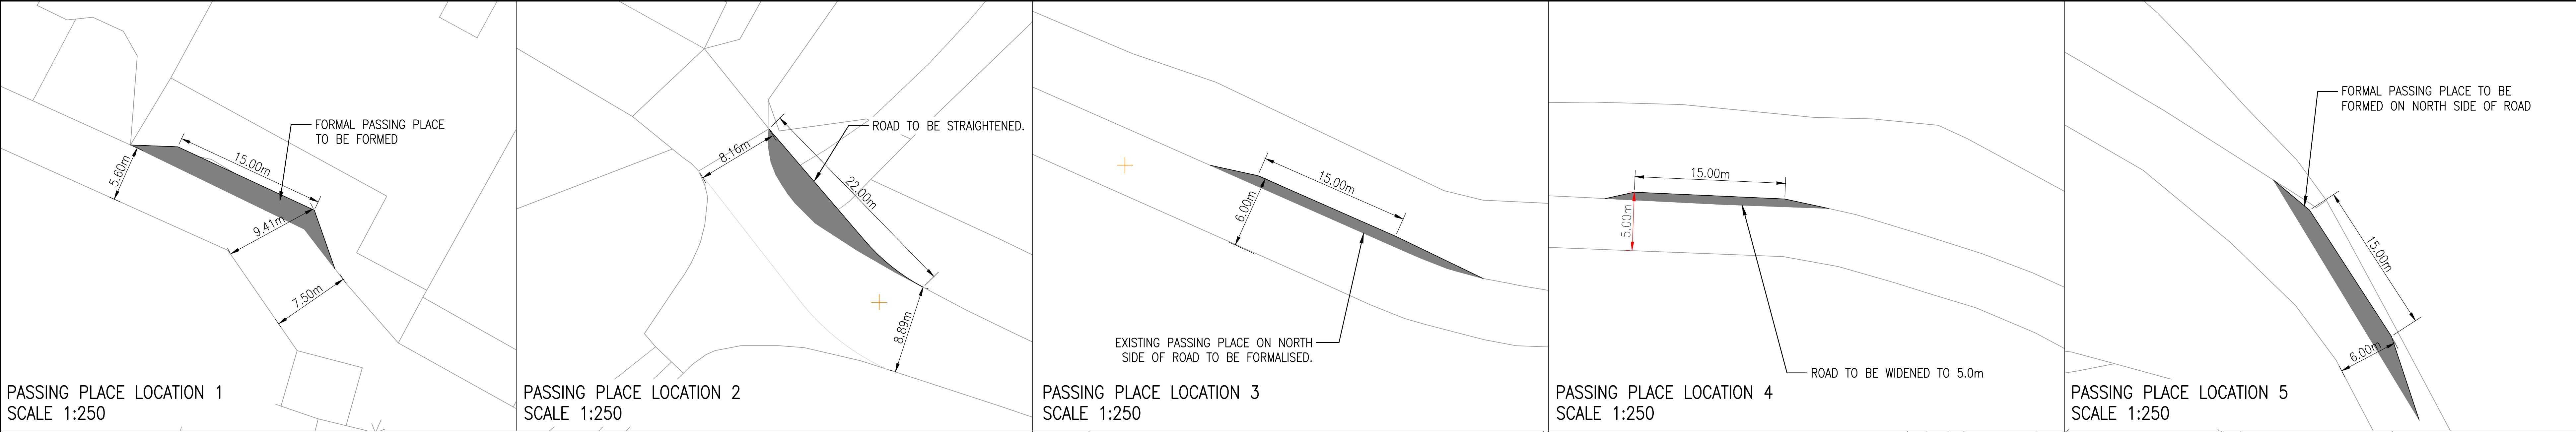 FORMAL PASSING PLACE
TO BE FORMED
15.00m
5.60m
9.41m
7.50m
PASSING PLACE LOCATION 1
SCALE 1:250
ROAD TO BE STRAIGHTENED.
8.16m
22.00m
8.89m
PASSING PLACE LOCATION 2
SCALE 1:250
15.00m
6.00m
EXISTING PASSING PLACE ON NORTH
SIDE OF ROAD TO BE FORMALISED.
PASSING PLACE LOCATION 3
SCALE 1:250
15.00m
5.00m
ROAD TO BE WIDENED TO 5.0m
PASSING PLACE LOCATION 4
SCALE 1:250
FORMAL PASSING PLACE TO BE
FORMED ON NORTH SIDE OF ROAD
15.00m
6.00m
PASSING PLACE LOCATION 5
SCALE 1:250